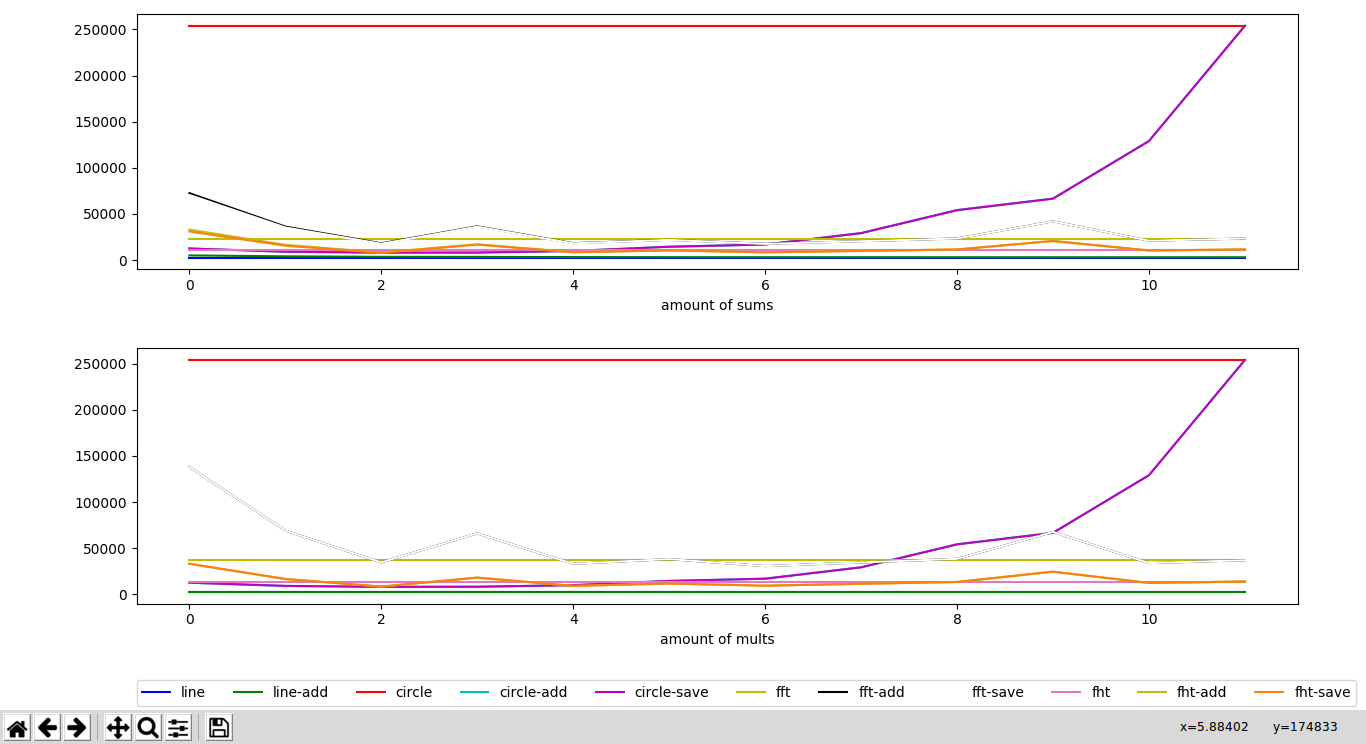 250000
200000
150000
100000
50000
0
0 2 4 6 8 10
amount of sums
250000
200000
150000
100000
50000
0
0 2 4 6 8 10
amount of mults
line line-add circle circle-add circle-save fft fft-add fft-save fht fht-add fht-save
x=5.88402 y=174833